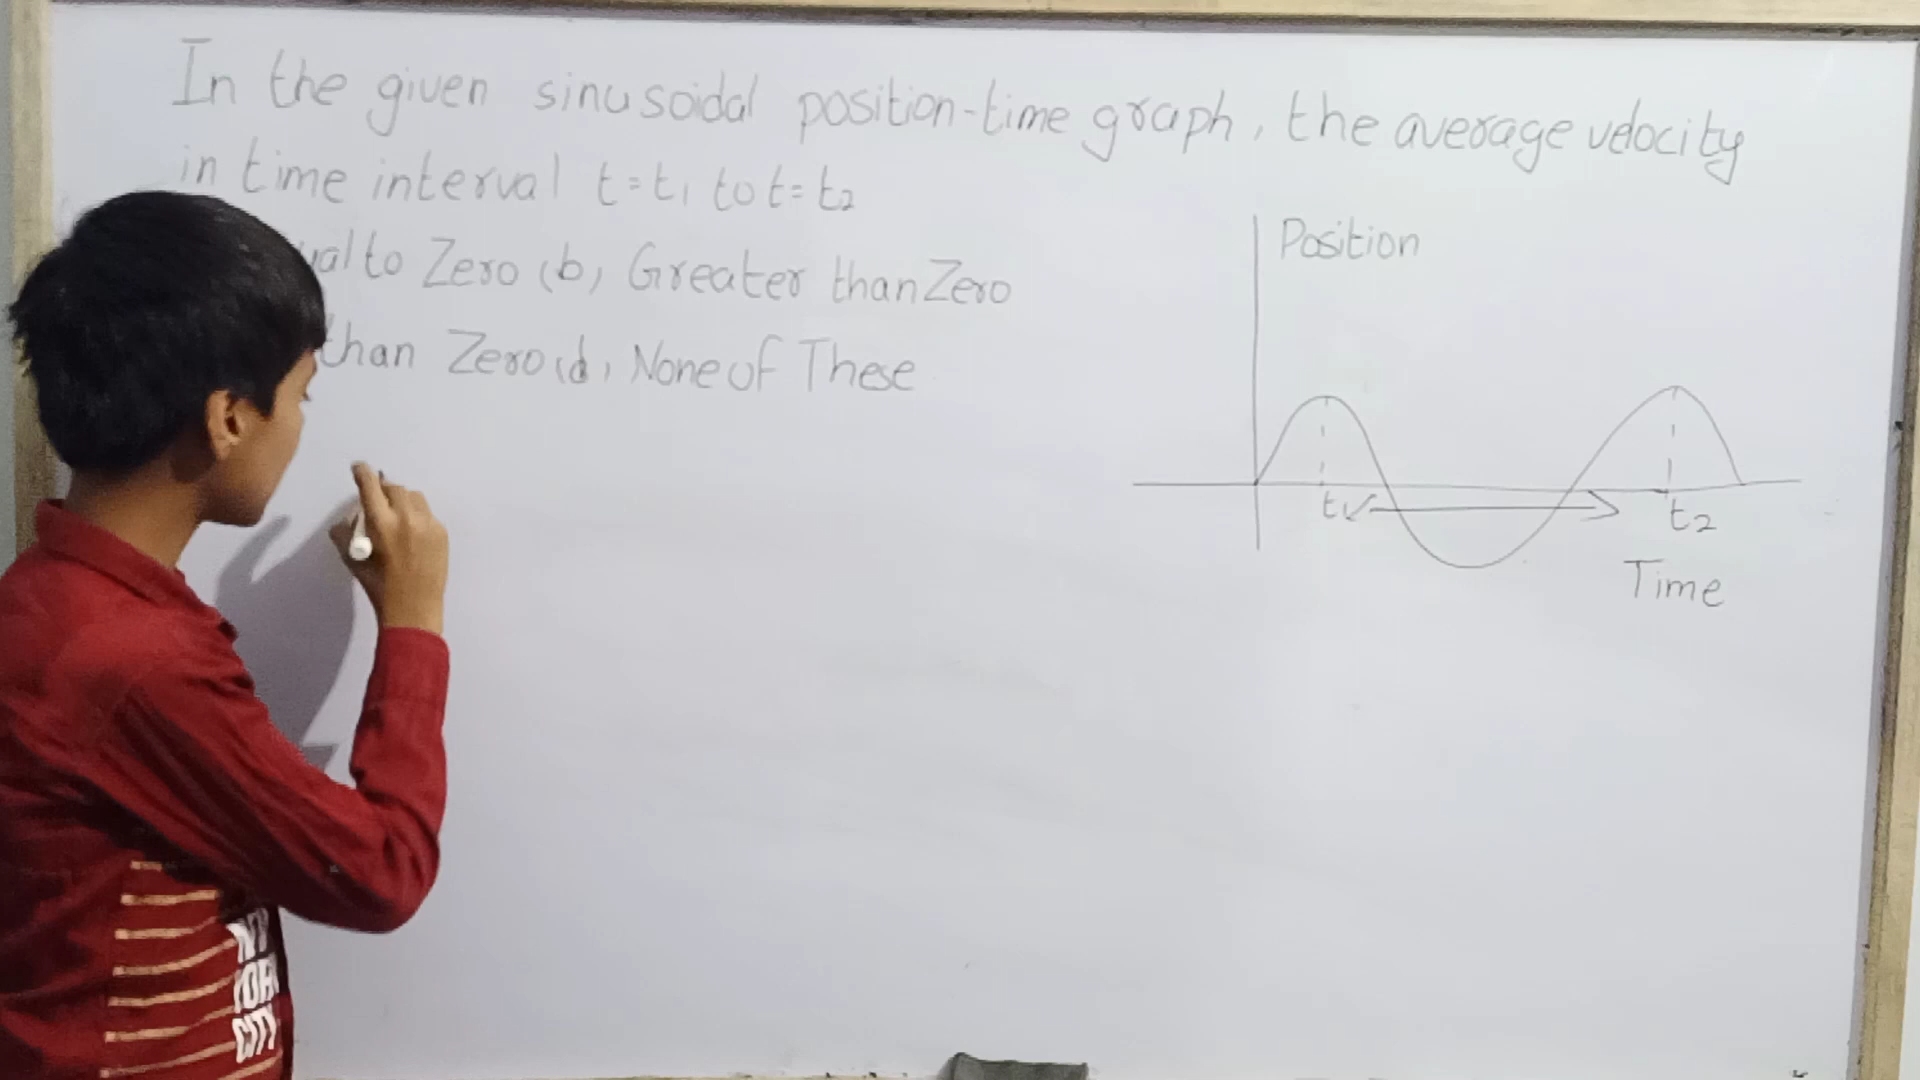 In the given sinusoidal position-time graph, the average velocity
in time interval t=t1 to t=t2
to Zero (b) Greater than Zero
than Zero (d) None of These
Position
t1
t2
Time
CITY